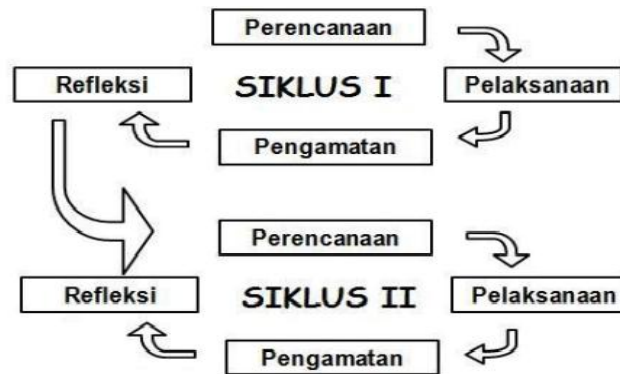 Perencanaan
Refleksi
SIKLUS I
Pelaksanaan
Pengamatan
Perencanaan
Refleksi
SIKLUS II
Pelaksanaan
Pengamatan